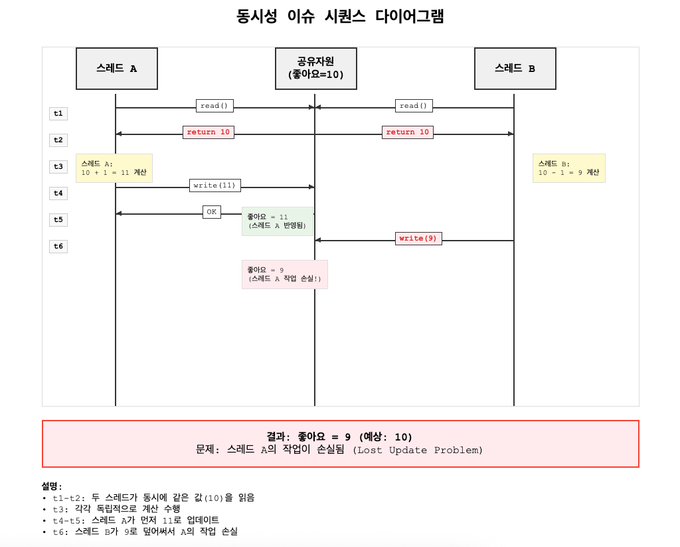 동시성 이슈 시퀀스 다이어그램
스레드 A
공유자원
(좋아요=10)
스레드 B
t1
read()
read()
t2
return 10
return 10
t3
스레드 A:
10 + 1 = 11 계산
스레드 B:
10 - 1 = 9 계산
t4
write(11)
t5
OK
좋아요 = 11
(스레드 A 반영됨)
t6
write(9)
좋아요 = 9
(스레드 A 작업 손실!)
결과: 좋아요 = 9 (예상: 10)
문제: 스레드 A의 작업이 손실됨 (Lost Update Problem)
설명:
• t1-t2: 두 스레드가 동시에 같은 값(10)을 읽음
• t3: 각각 독립적으로 계산 수행
• t4-t5: 스레드 A가 먼저 11로 업데이트
• t6: 스레드 B가 9로 덮어써서 A의 작업 손실